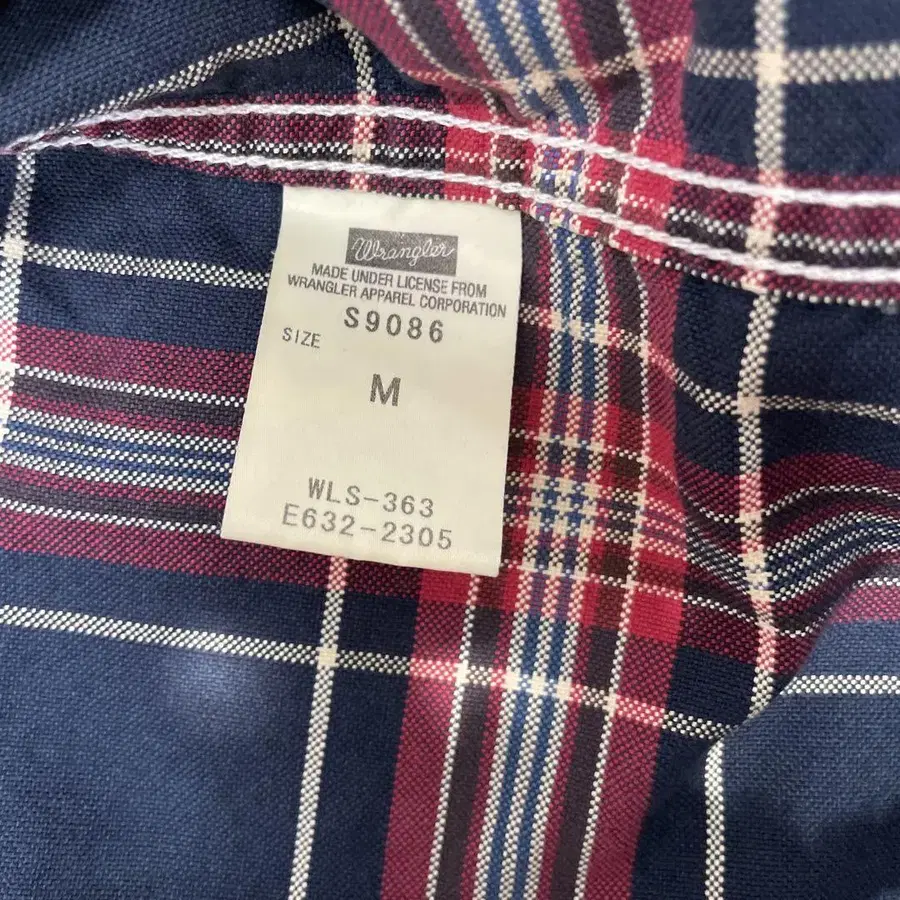 Wrangler
MADE UNDER LICENSE FROM
WRANGLER APPAREL CORPORATION
S9086
SIZE
M
WLS-363
E632-2305